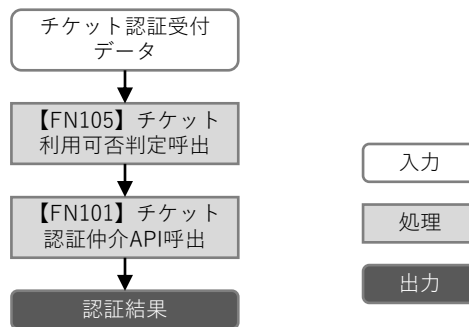 チケット認証受付
データ
【FN105】チケット
利用可否判定呼出
【FN101】チケット
認証仲介API呼出
認証結果
入力
処理
出力